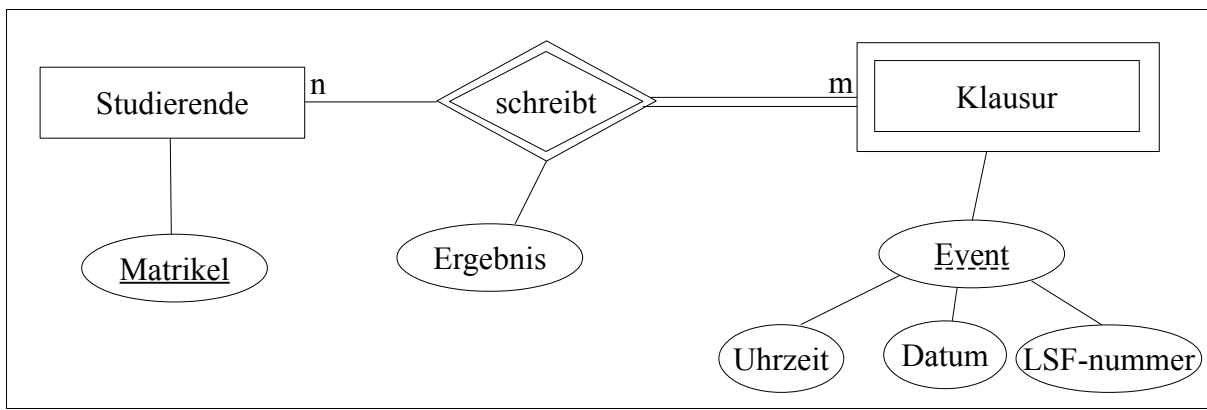 n
m
Studierende
schreibt
Klausur
Matrikel
Ergebnis
Event
Uhrzeit
Datum
LSF-nummer